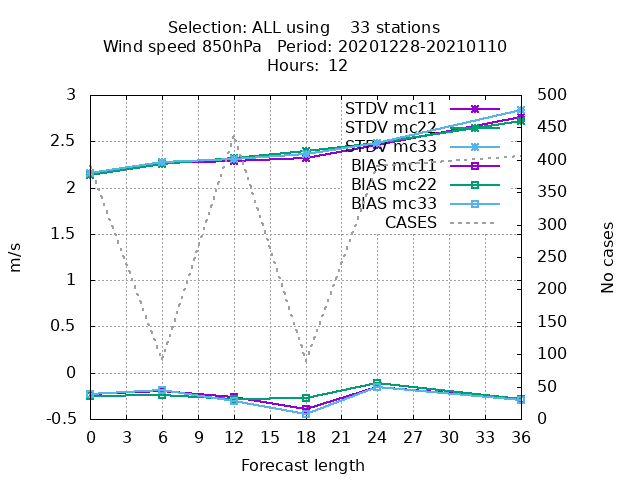 Selection: ALL using    33 stations
Wind speed 850hPa   Period: 20201228-20210110
Hours: 12
3
2.5
2
1.5
1
0.5
0
-0.5
m/s
STDV mc11
STDV mc22
STDV mc33
BIAS mc11
BIAS mc22
BIAS mc33
CASES
500
450
400
350
300
250
200
150
100
50
0
No cases
0 3 6 9 12 15 18 21 24 27 30 33 36
Forecast length